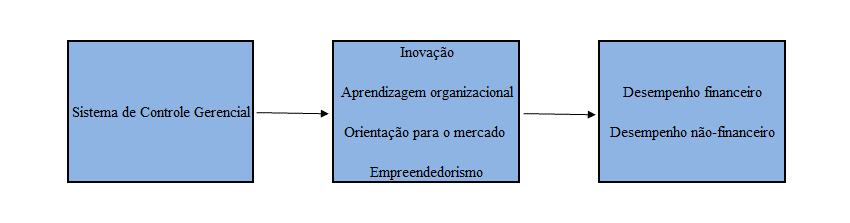 Sistema de Controle Gerencial
Inovação
Aprendizagem organizacional
Orientação para o mercado
Empreendedorismo
Desempenho financeiro
Desempenho não-financeiro